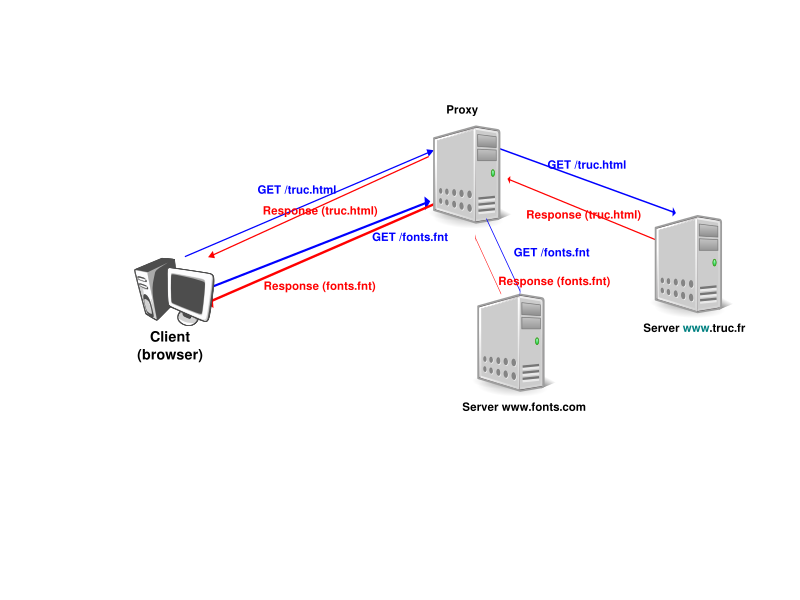 Proxy
GET /truc.html
GET /truc.html
Response (truc.html)
Response (truc.html)
GET /fonts.fnt
GET /fonts.fnt
Response (fonts.fnt)
Response (fonts.fnt)
Client
(browser)
Server www.truc.fr
Server www.fonts.com